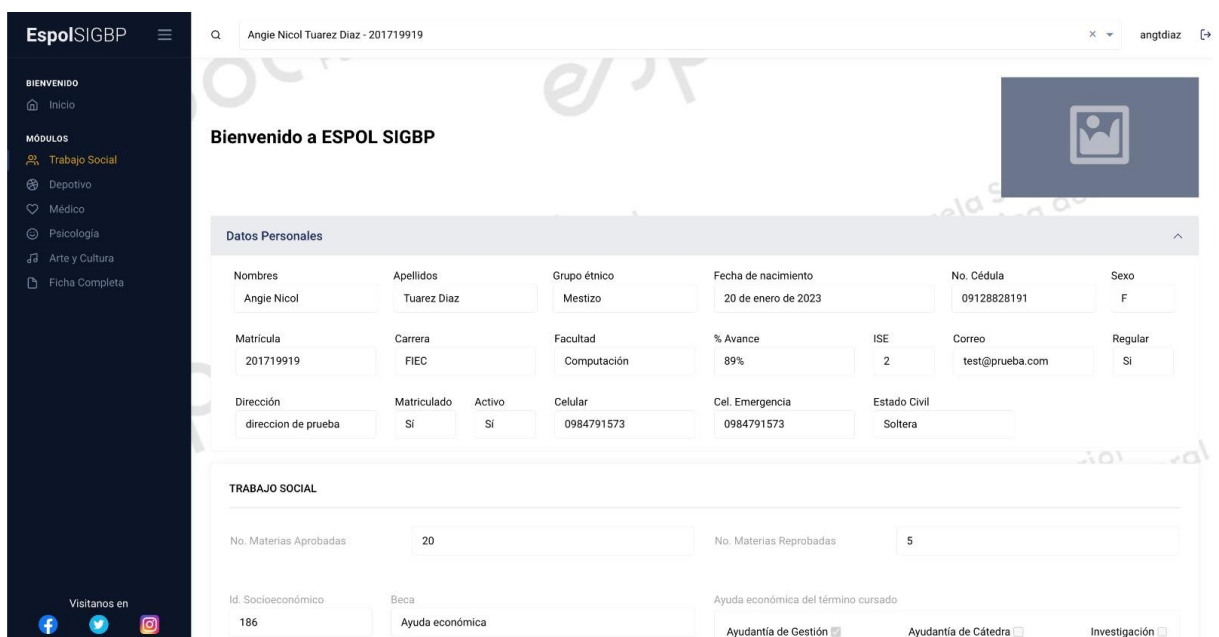 EspolSIGBP
Angie Nicol Tuarez Diaz - 201719919
angtdiaz
BIENVENIDO
Inicio
MÓDULOS
Trabajo Social
Depotivo
Médico
Psicología
Arte y Cultura
Ficha Completa
Visitanos en
Bienvenido a ESPOL SIGBP
Datos Personales
Nombres Apellidos Grupo étnico Fecha de nacimiento No. Cédula Sexo
Angie Nicol Tuarez Diaz Mestizo 20 de enero de 2023 09128828191 F
Matrícula Carrera Facultad % Avance ISE Correo Regular
201719919 FIEC Computación 89% 2 test@prueba.com Si
Dirección Matriculado Activo Celular Cel. Emergencia Estado Civil
direccion de prueba Sí Sí 0984791573 0984791573 Soltera
TRABAJO SOCIAL
No. Materias Aprobadas 20 No. Materias Reprobadas 5
Id. Socioeconómico Beca Ayuda económica del término cursado
186 Ayuda económica Ayudantía de Gestión Ayudantía de Cátedra Investigación